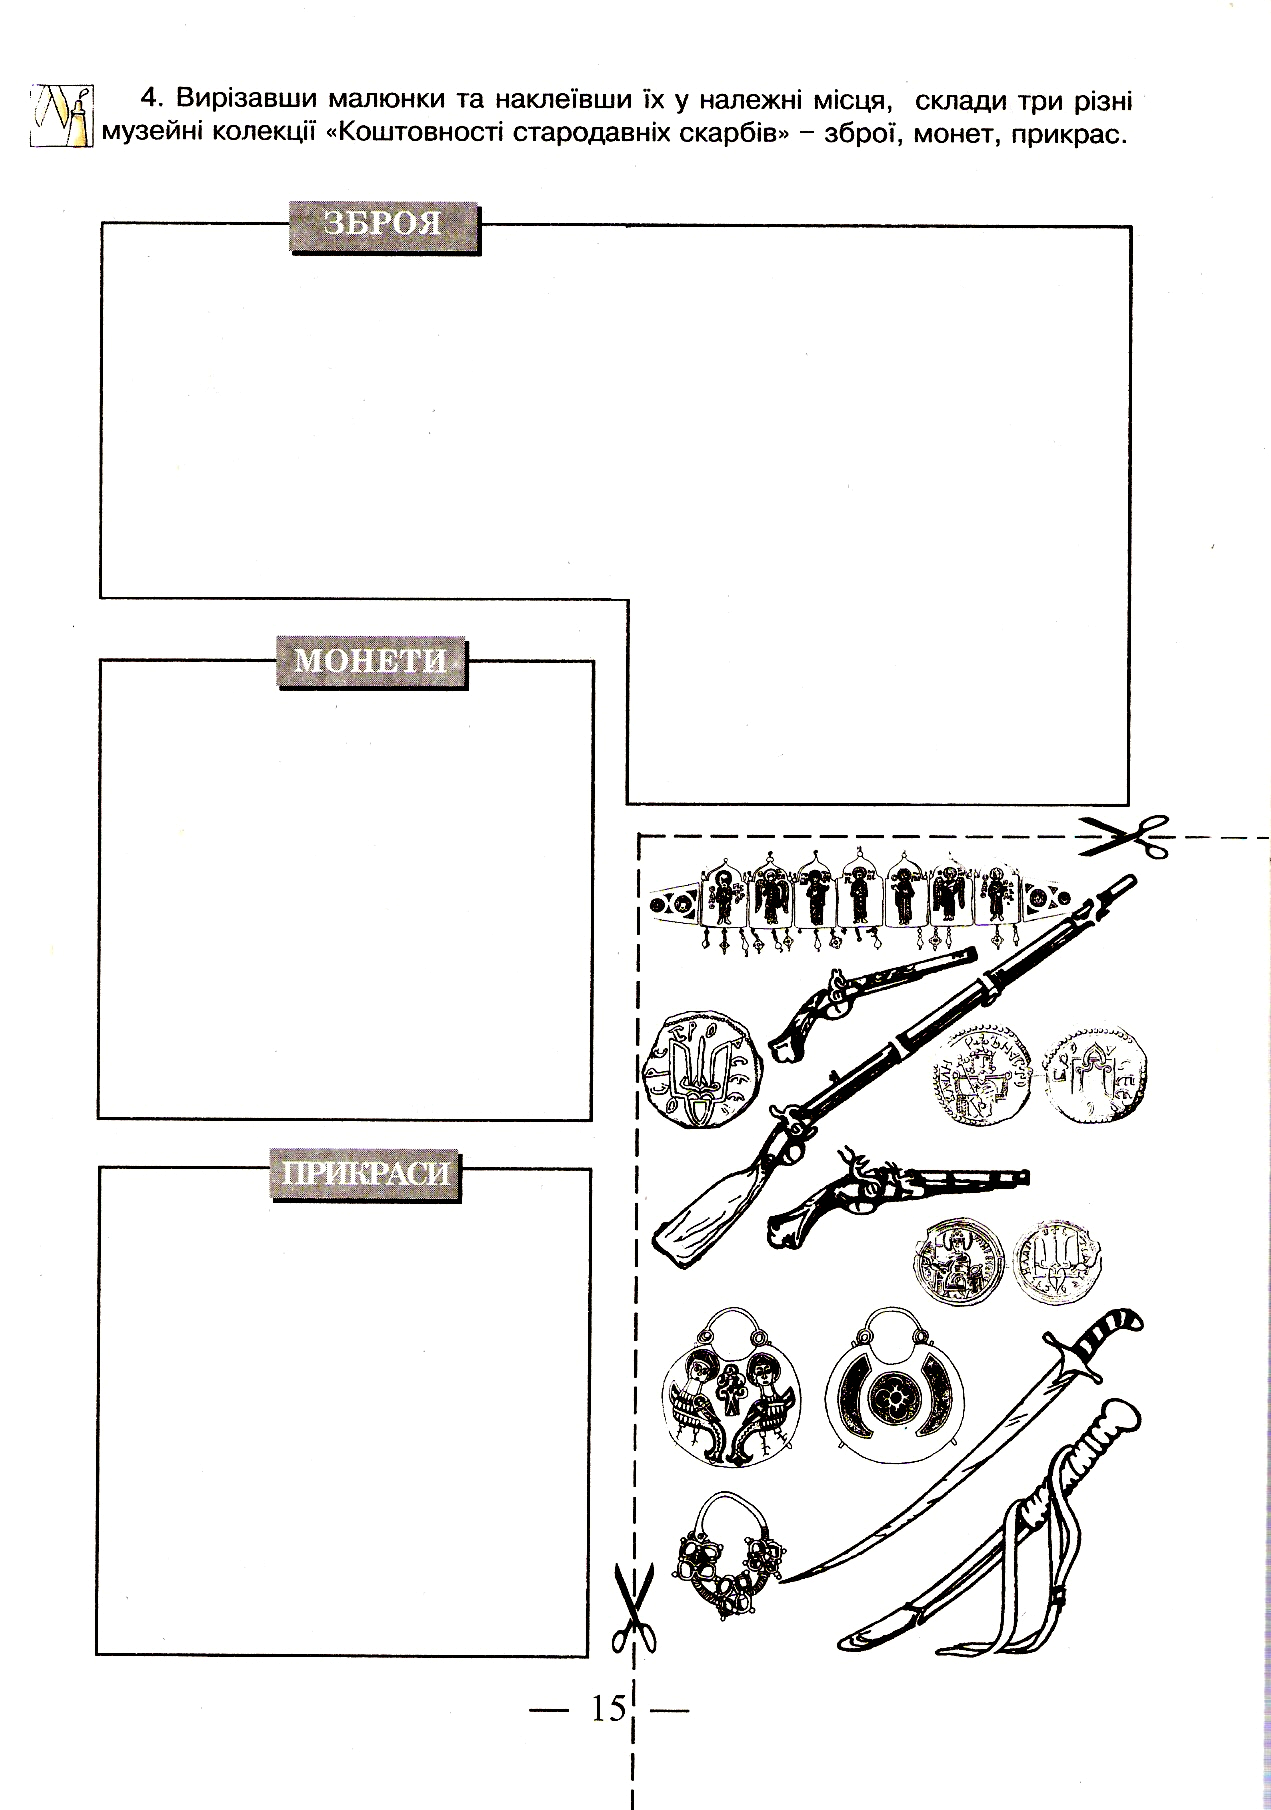 4. Вирізавши малюнки та наклеївши їх у належні місця, склади три різні
музейні колекції «Коштовності стародавніх скарбів» – зброї, монет, прикрас.
ЗБРОЯ
МОНЕТИ
ПРИКРАСИ
— 15 —